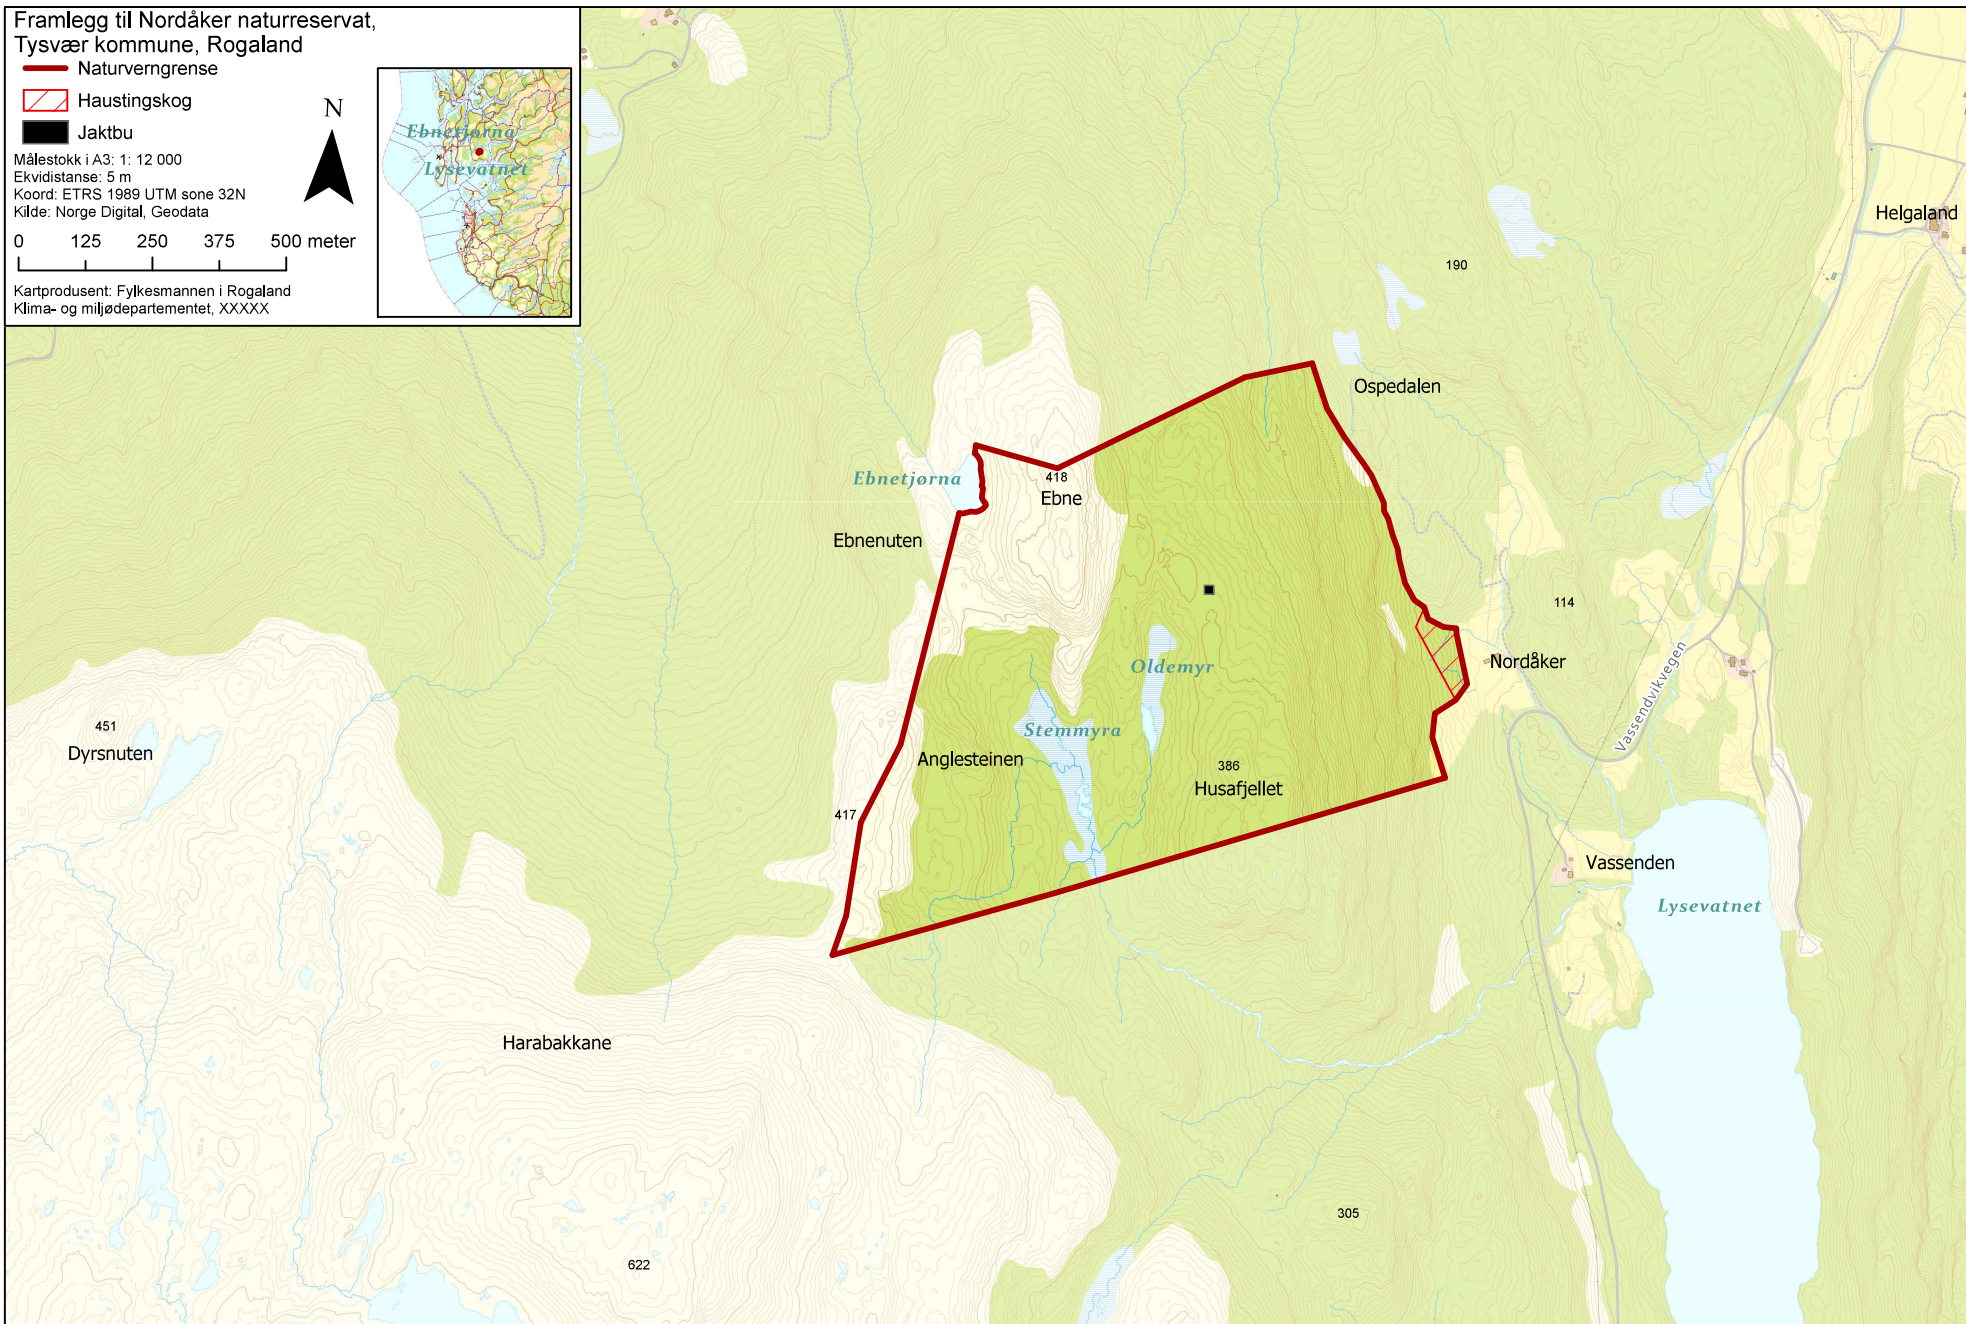 Framlegg til Nordåker naturreservat,
Tysvær kommune, Rogaland
Naturverngrense
Haustingskog
Jaktbu
N
Målestokk i A3: 1: 12 000
Ekvidistanse: 5 m
Koord: ETRS 1989 UTM sone 32N
Kilde: Norge Digital, Geodata
0 125 250 375 500 meter
Kartprodusent: Fylkesmannen i Rogaland
Klima- og miljødepartementet, XXXXX
Ebnetjørna
Lysevatnet
Helgaland
190
Ospedalen
Ebnetjørna
418
Ebne
Ebnenuten
114
Nordåker
Oldemyr
Vassendvikvegen
Stemmyra
451
Dyrsnuten
Anglesteinen
386
Husafjellet
417
Vassenden
Lysevatnet
Harabakkane
305
622